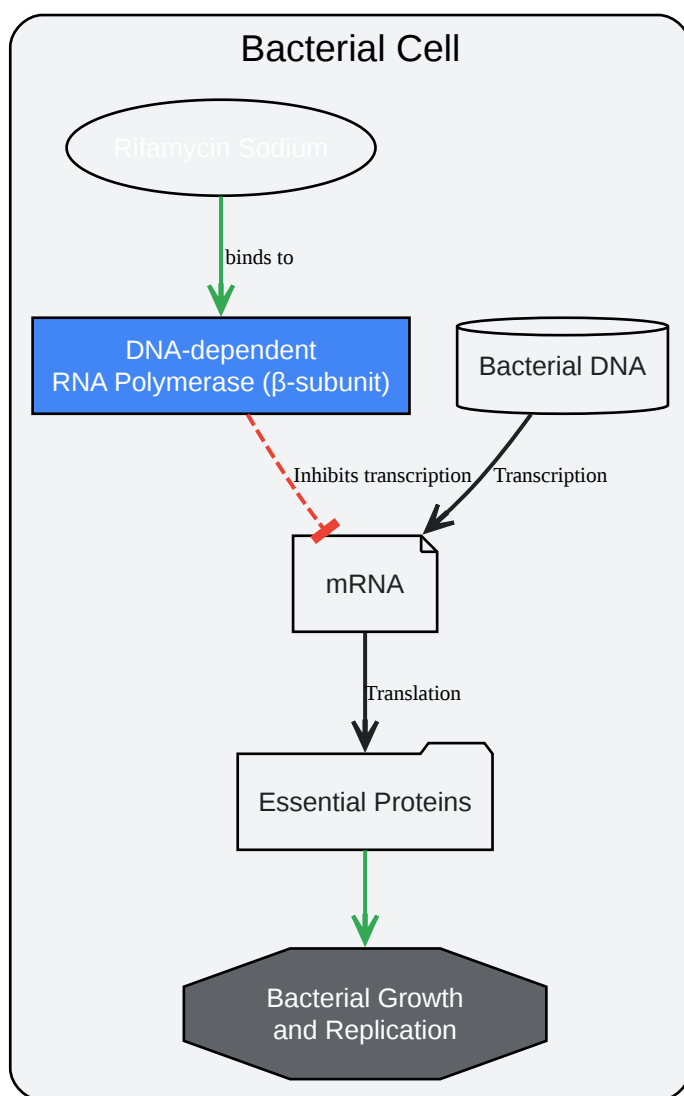 Bacterial Cell
Rifamycin Sodium
binds to
DNA-dependent
RNA Polymerase (β-subunit)
Bacterial DNA
Inhibits transcription
Transcription
mRNA
Translation
Essential Proteins
Bacterial Growth
and Replication